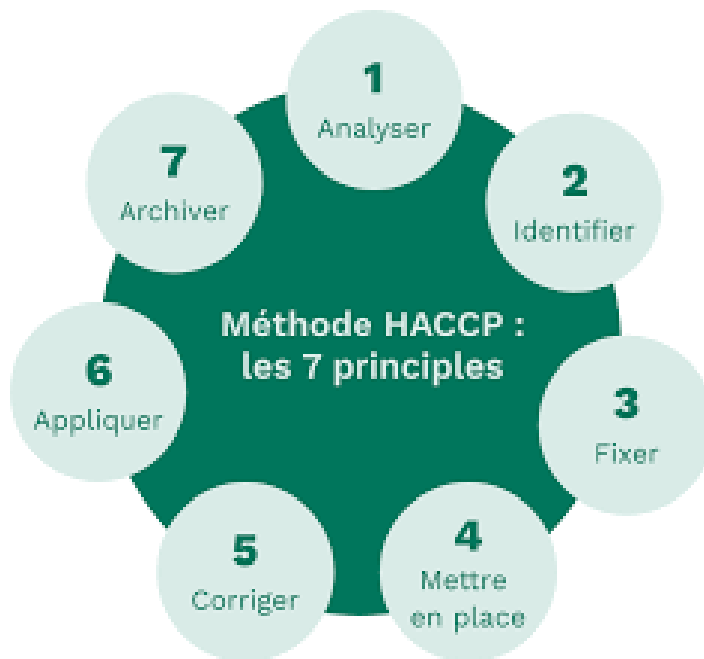 Méthode HACCP :
les 7 principes
1
Analyser
2
Identifier
3
Fixer
4
Mettre
en place
5
Corriger
6
Appliquer
7
Archiver